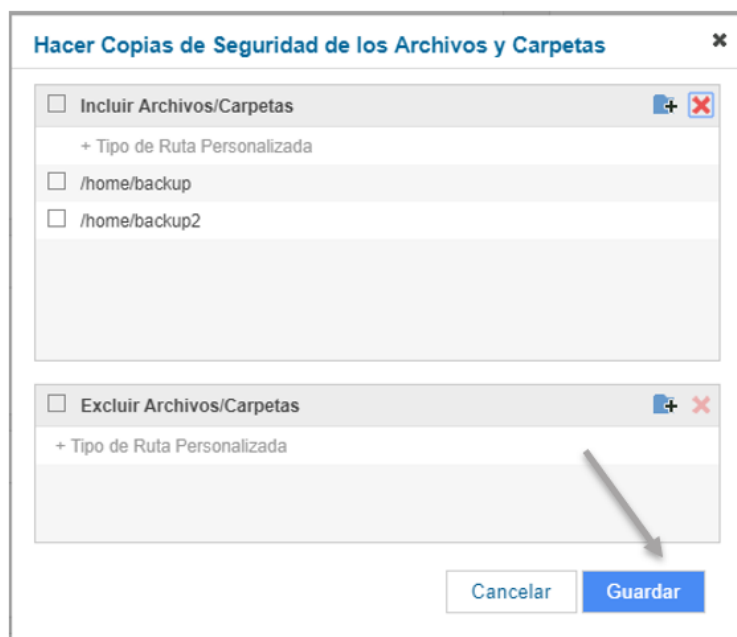 Hacer Copias de Seguridad de los Archivos y Carpetas
Incluir Archivos/Carpetas
+ Tipo de Ruta Personalizada
/home/backup
/home/backup2
Excluir Archivos/Carpetas
+ Tipo de Ruta Personalizada
Cancelar
Guardar